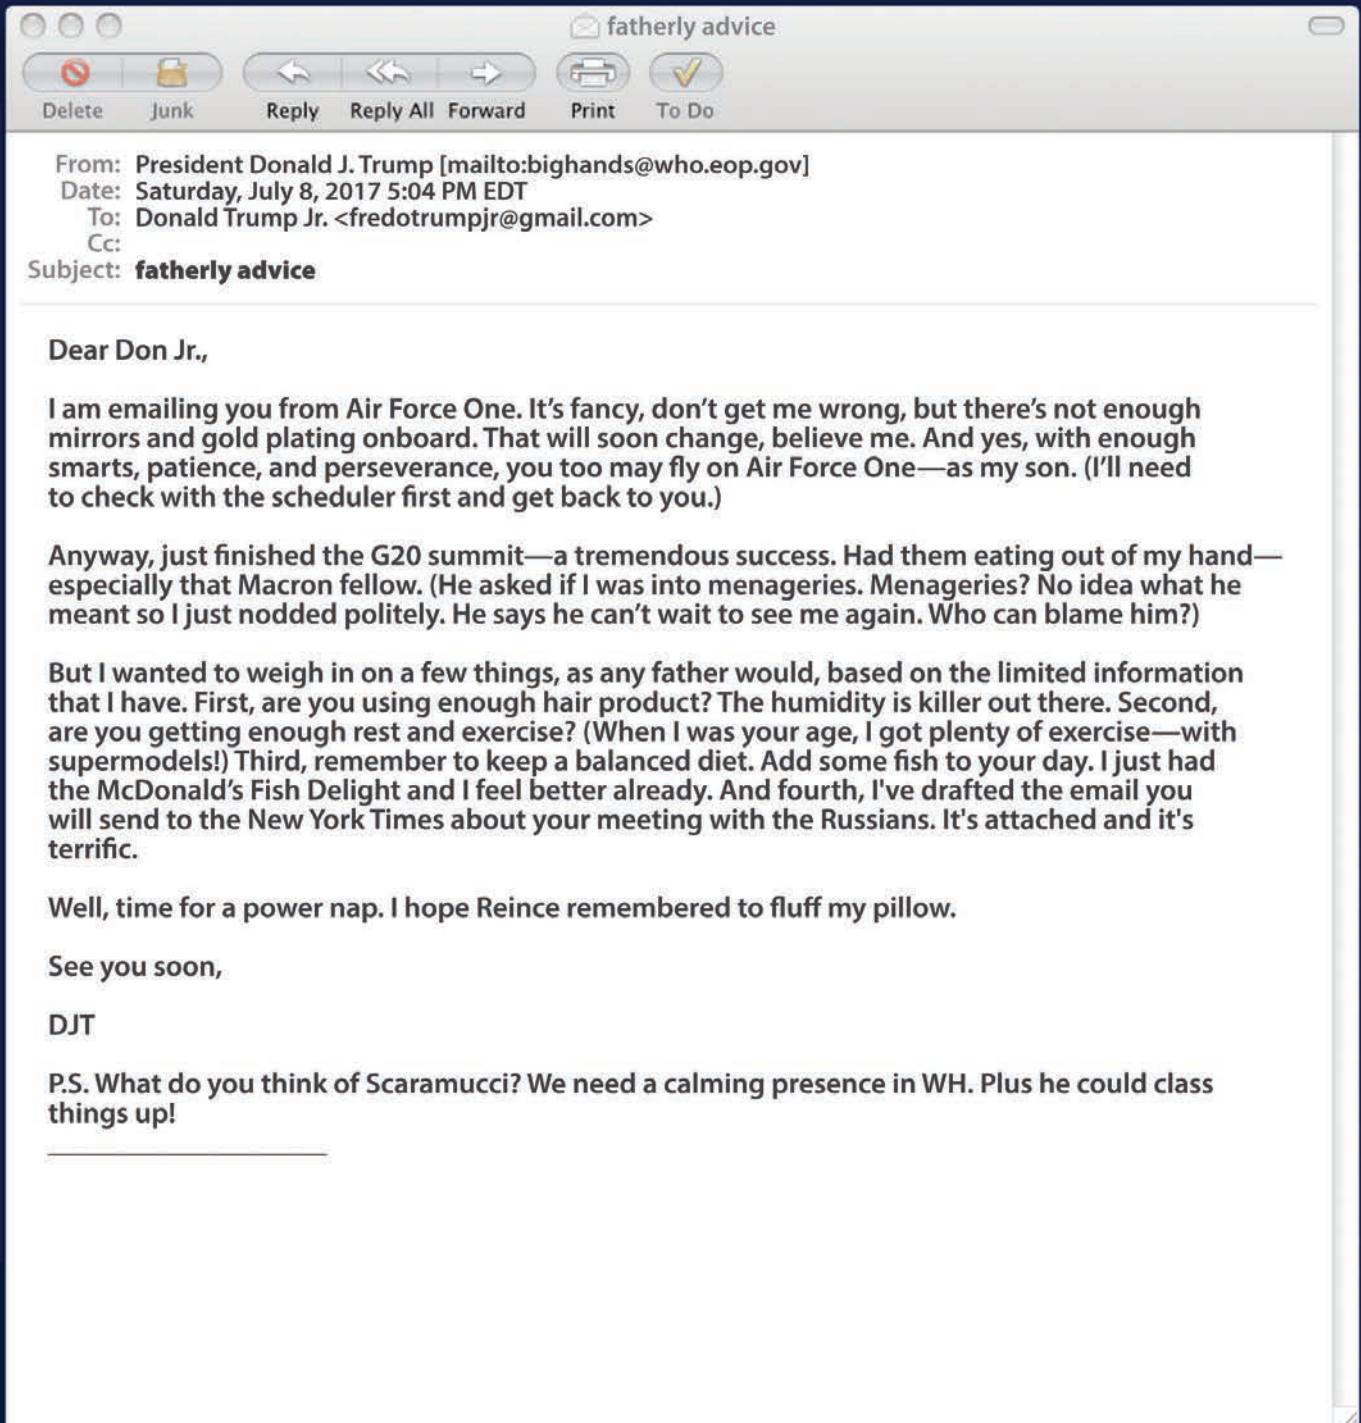 fatherly advice
Delete Junk Reply Reply All Forward Print To Do
From: President Donald J. Trump [mailto:bighands@who.eop.gov]
Date: Saturday, July 8, 2017 5:04 PM EDT
To: Donald Trump Jr. <fredotrumpjr@gmail.com>
Cc:
Subject: fatherly advice
Dear Don Jr.,
I am emailing you from Air Force One. It’s fancy, don’t get me wrong, but there’s not enough
mirrors and gold plating onboard. That will soon change, believe me. And yes, with enough
smarts, patience, and perseverance, you too may fly on Air Force One—as my son. (I’ll need
to check with the scheduler first and get back to you.)
Anyway, just finished the G20 summit—a tremendous success. Had them eating out of my hand—
especially that Macron fellow. (He asked if I was into menageries. Menageries? No idea what he
meant so I just nodded politely. He says he can’t wait to see me again. Who can blame him?)
But I wanted to weigh in on a few things, as any father would, based on the limited information
that I have. First, are you using enough hair product? The humidity is killer out there. Second,
are you getting enough rest and exercise? (When I was your age, I got plenty of exercise—with
supermodels!) Third, remember to keep a balanced diet. Add some fish to your day. I just had
the McDonald’s Fish Delight and I feel better already. And fourth, I've drafted the email you
will send to the New York Times about your meeting with the Russians. It's attached and it's
terrific.
Well, time for a power nap. I hope Reince remembered to fluff my pillow.
See you soon,
DJT
P.S. What do you think of Scaramucci? We need a calming presence in WH. Plus he could class
things up!